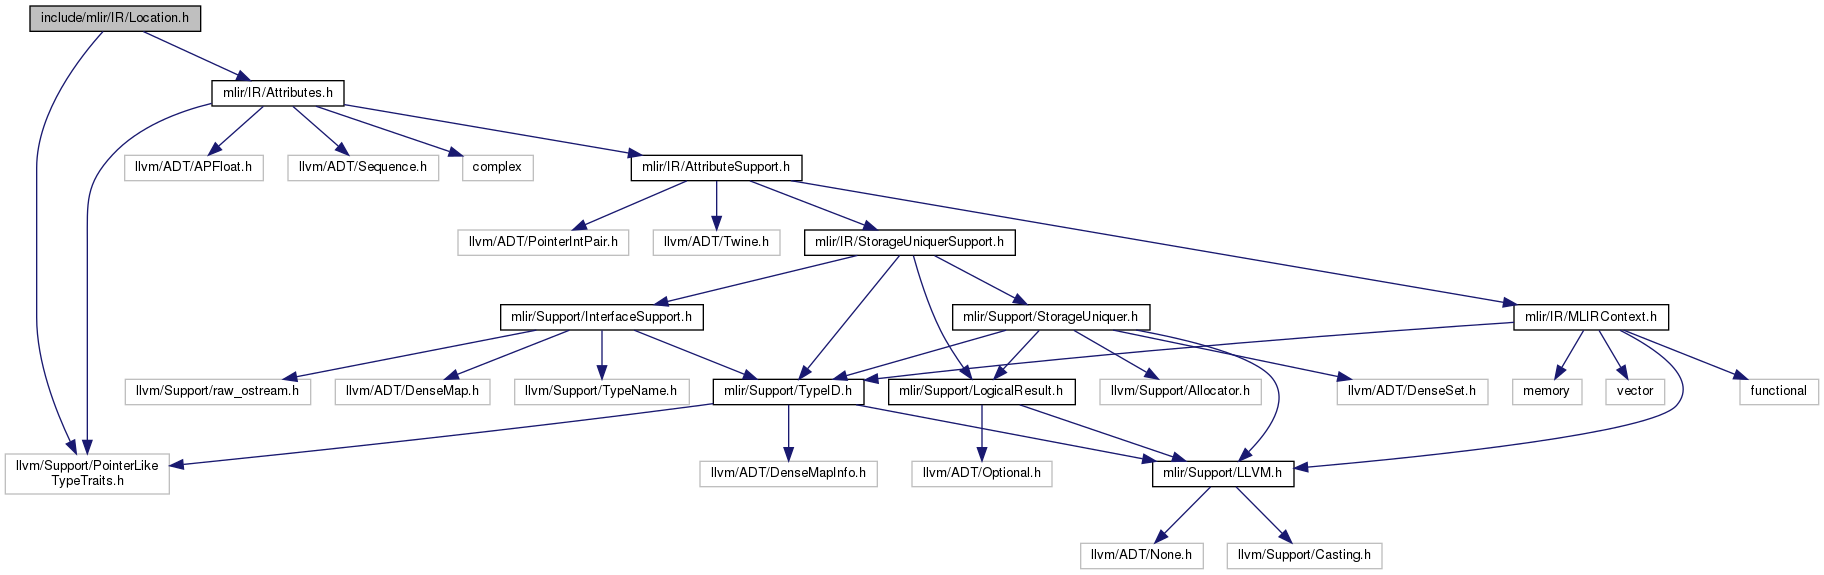 include/mlir/IR/Location.h
mlir/IR/Attributes.h
llvm/ADT/APFloat.h
llvm/ADT/Sequence.h
complex
mlir/IR/AttributeSupport.h
llvm/ADT/PointerIntPair.h
llvm/ADT/Twine.h
mlir/IR/StorageUniquerSupport.h
mlir/Support/InterfaceSupport.h
mlir/Support/StorageUniquer.h
mlir/IR/MLIRContext.h
llvm/Support/raw_ostream.h
llvm/ADT/DenseMap.h
llvm/Support/TypeName.h
mlir/Support/TypeID.h
mlir/Support/LogicalResult.h
llvm/Support/Allocator.h
llvm/ADT/DenseSet.h
memory
vector
functional
llvm/Support/PointerLike
TypeTraits.h
llvm/ADT/DenseMapInfo.h
llvm/ADT/Optional.h
mlir/Support/LLVM.h
llvm/ADT/None.h
llvm/Support/Casting.h